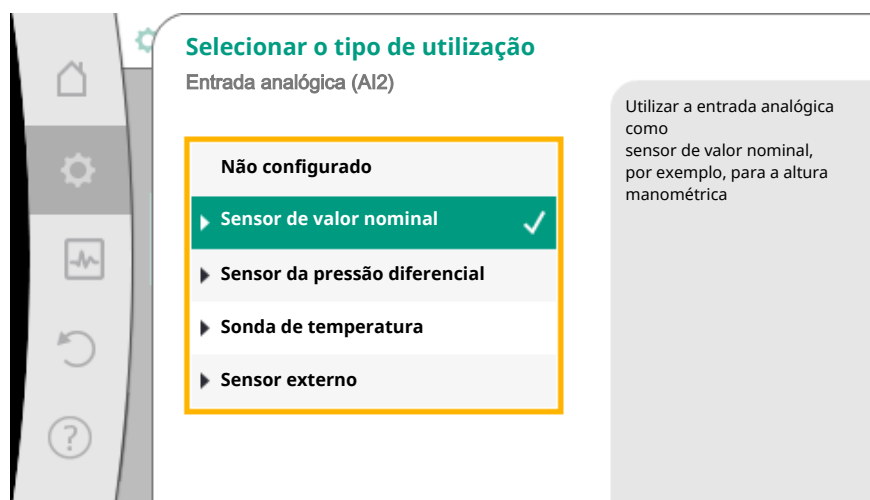 Selecionar o tipo de utilização
Entrada analógica (AI2)
Não configurado
Sensor de valor nominal
Sensor da pressão diferencial
Sonda de temperatura
Sensor externo
Utilizar a entrada analógica
como
sensor de valor nominal,
por exemplo, para a altura
manométrica
?